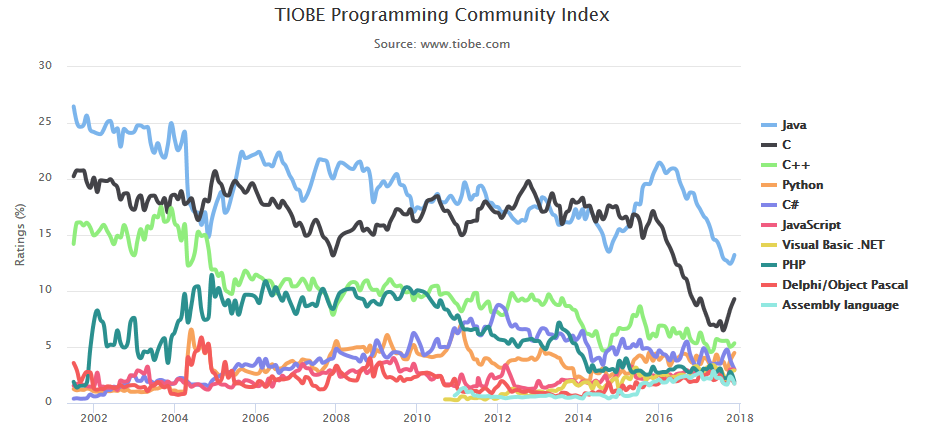 TIOBE Programming Community Index
Source: www.tiobe.com
Ratings (%)
30
25
20
15
10
5
0
2002 2004 2006 2008 2010 2012 2014 2016 2018
Java
C
C++
Python
C#
JavaScript
Visual Basic .NET
PHP
Delphi/Object Pascal
Assembly language